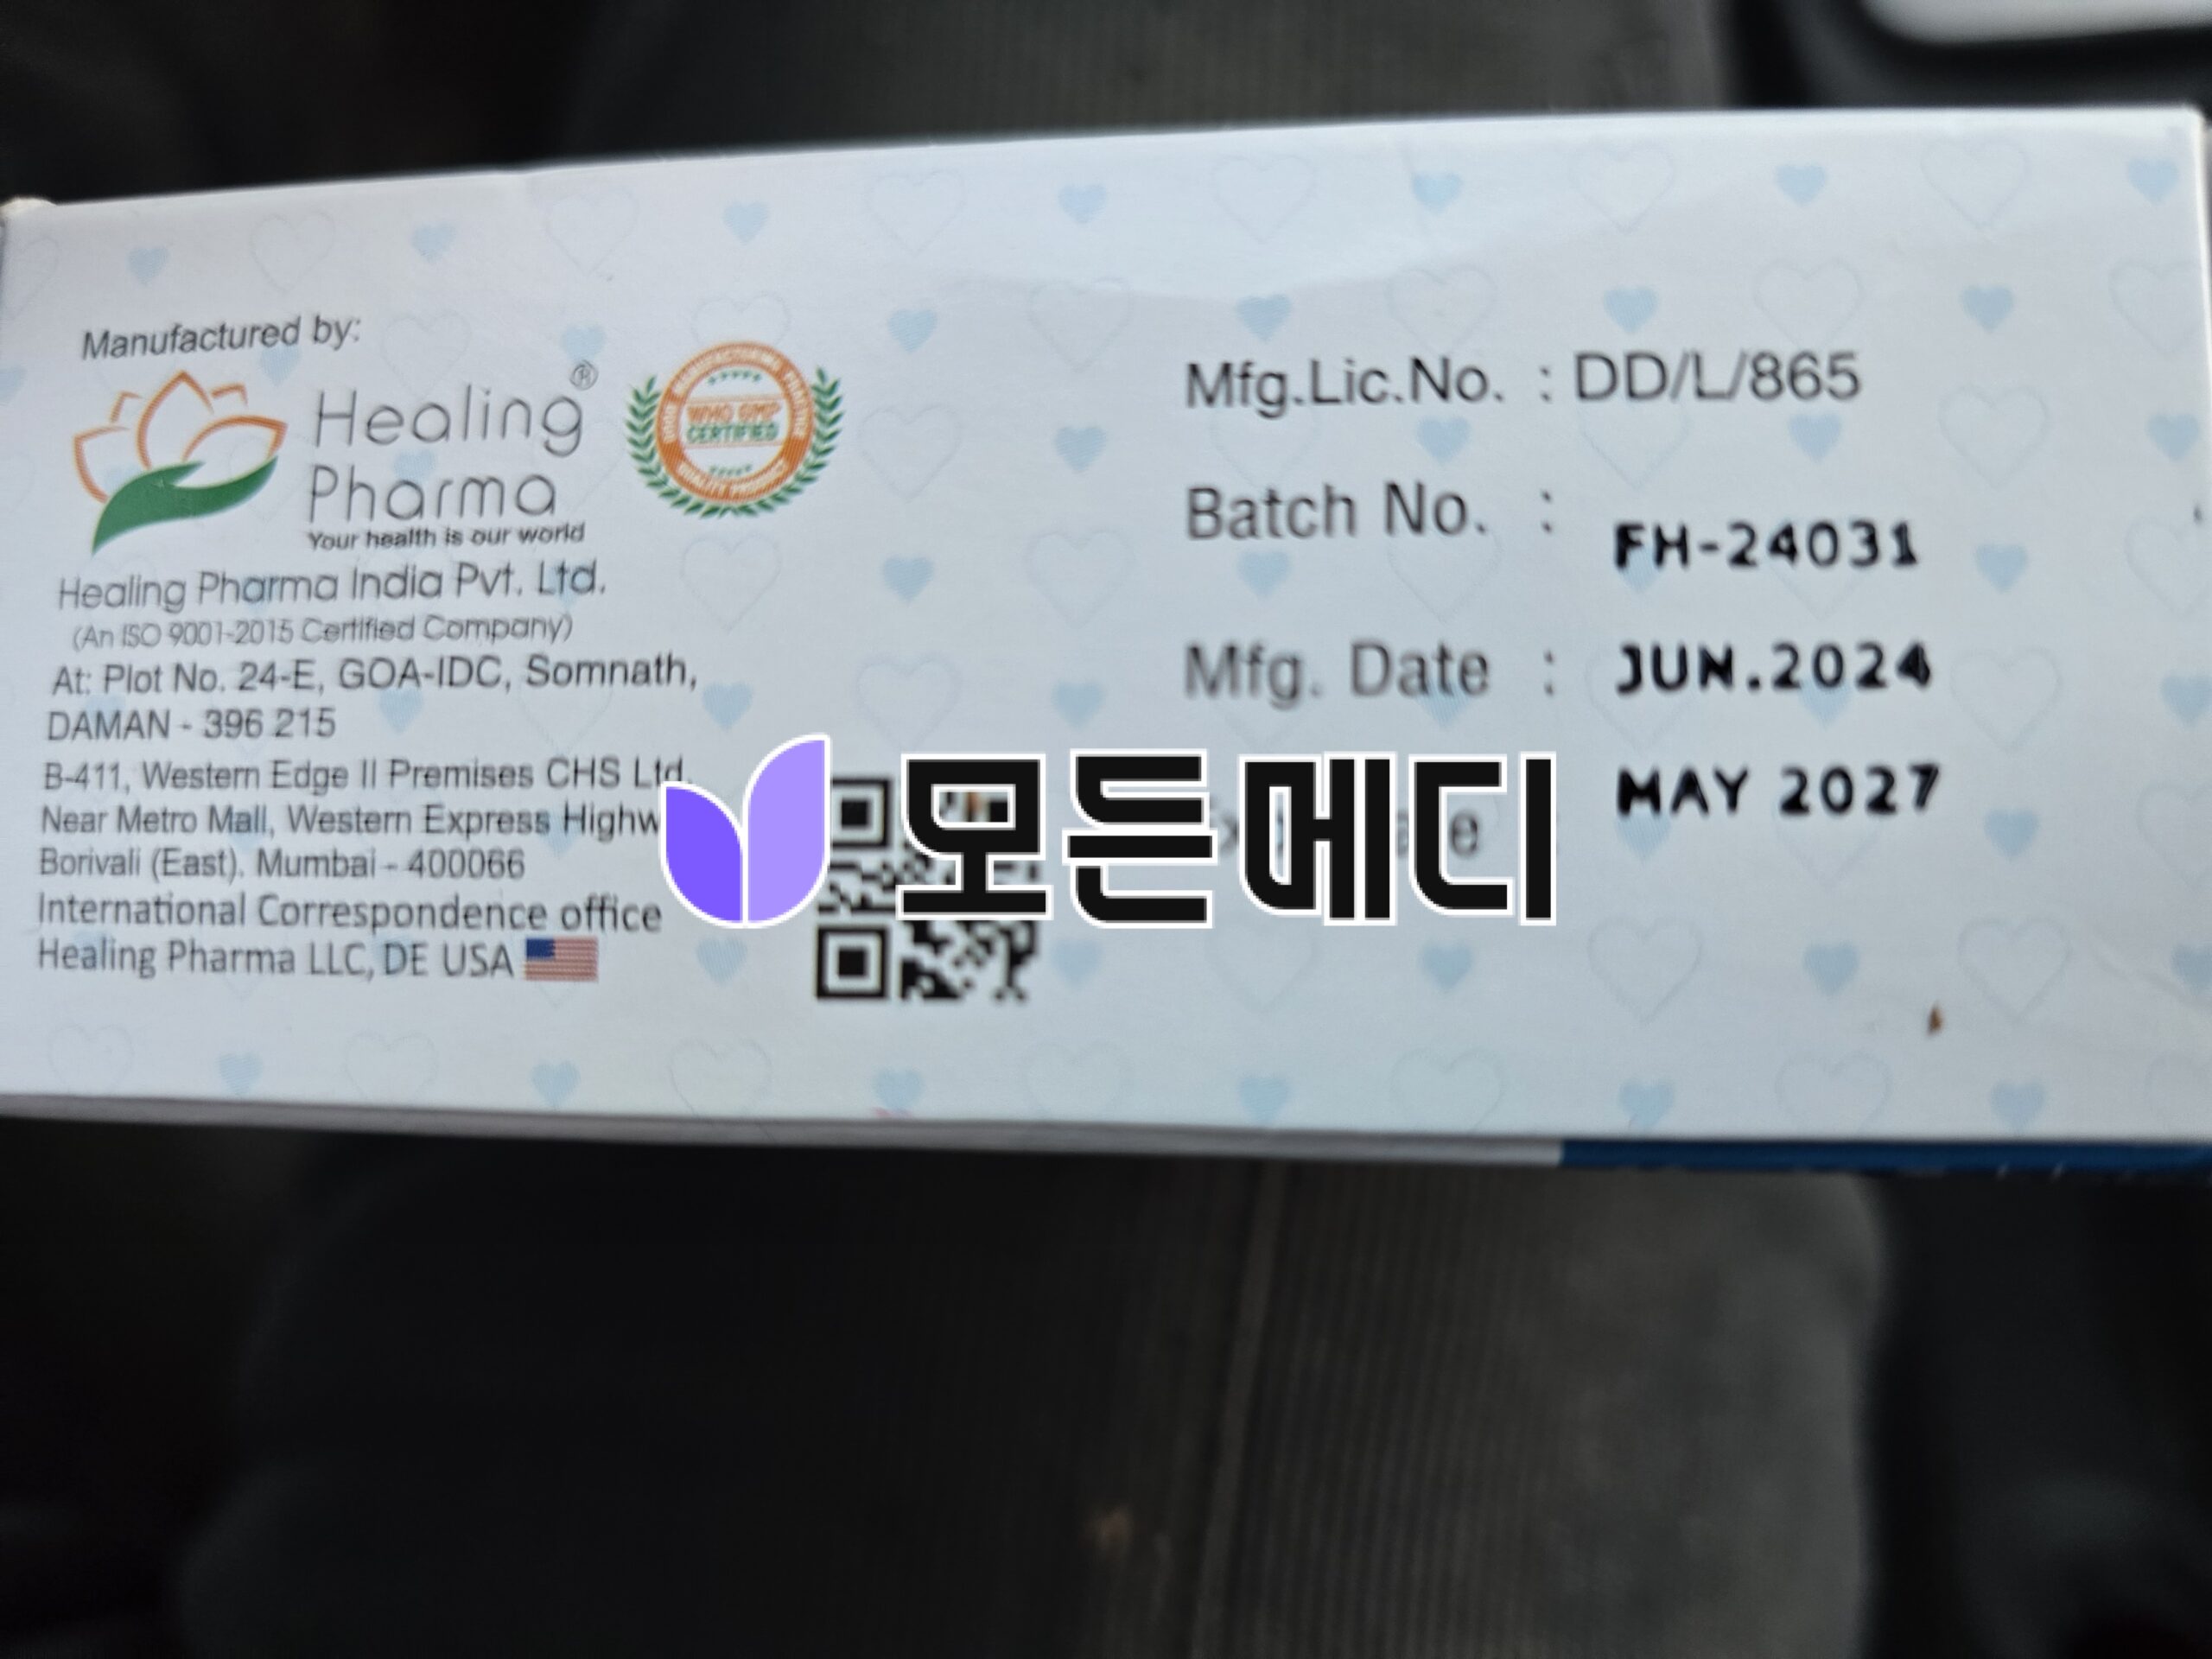 Manufactured by:
Healing®
Pharma
Your health is our world
WHO GMP
CERTIFIED
Healing Pharma India Pvt. Ltd.
(An ISO 9001-2015 Certified Company)
At: Plot No. 24-E, GOA-IDC, Somnath,
DAMAN - 396 215
B-411, Western Edge II Premises CHS Ltd.
Near Metro Mall, Western Express
Borivali (East). Mumbai - 400066
International Correspondence office
Healing Pharma LLC, DE USA
Mfg.Lic.No. : DD/L/865
Batch No. : FH-24031
Mfg. Date : JUN.2024
MAY 2027
모든메디